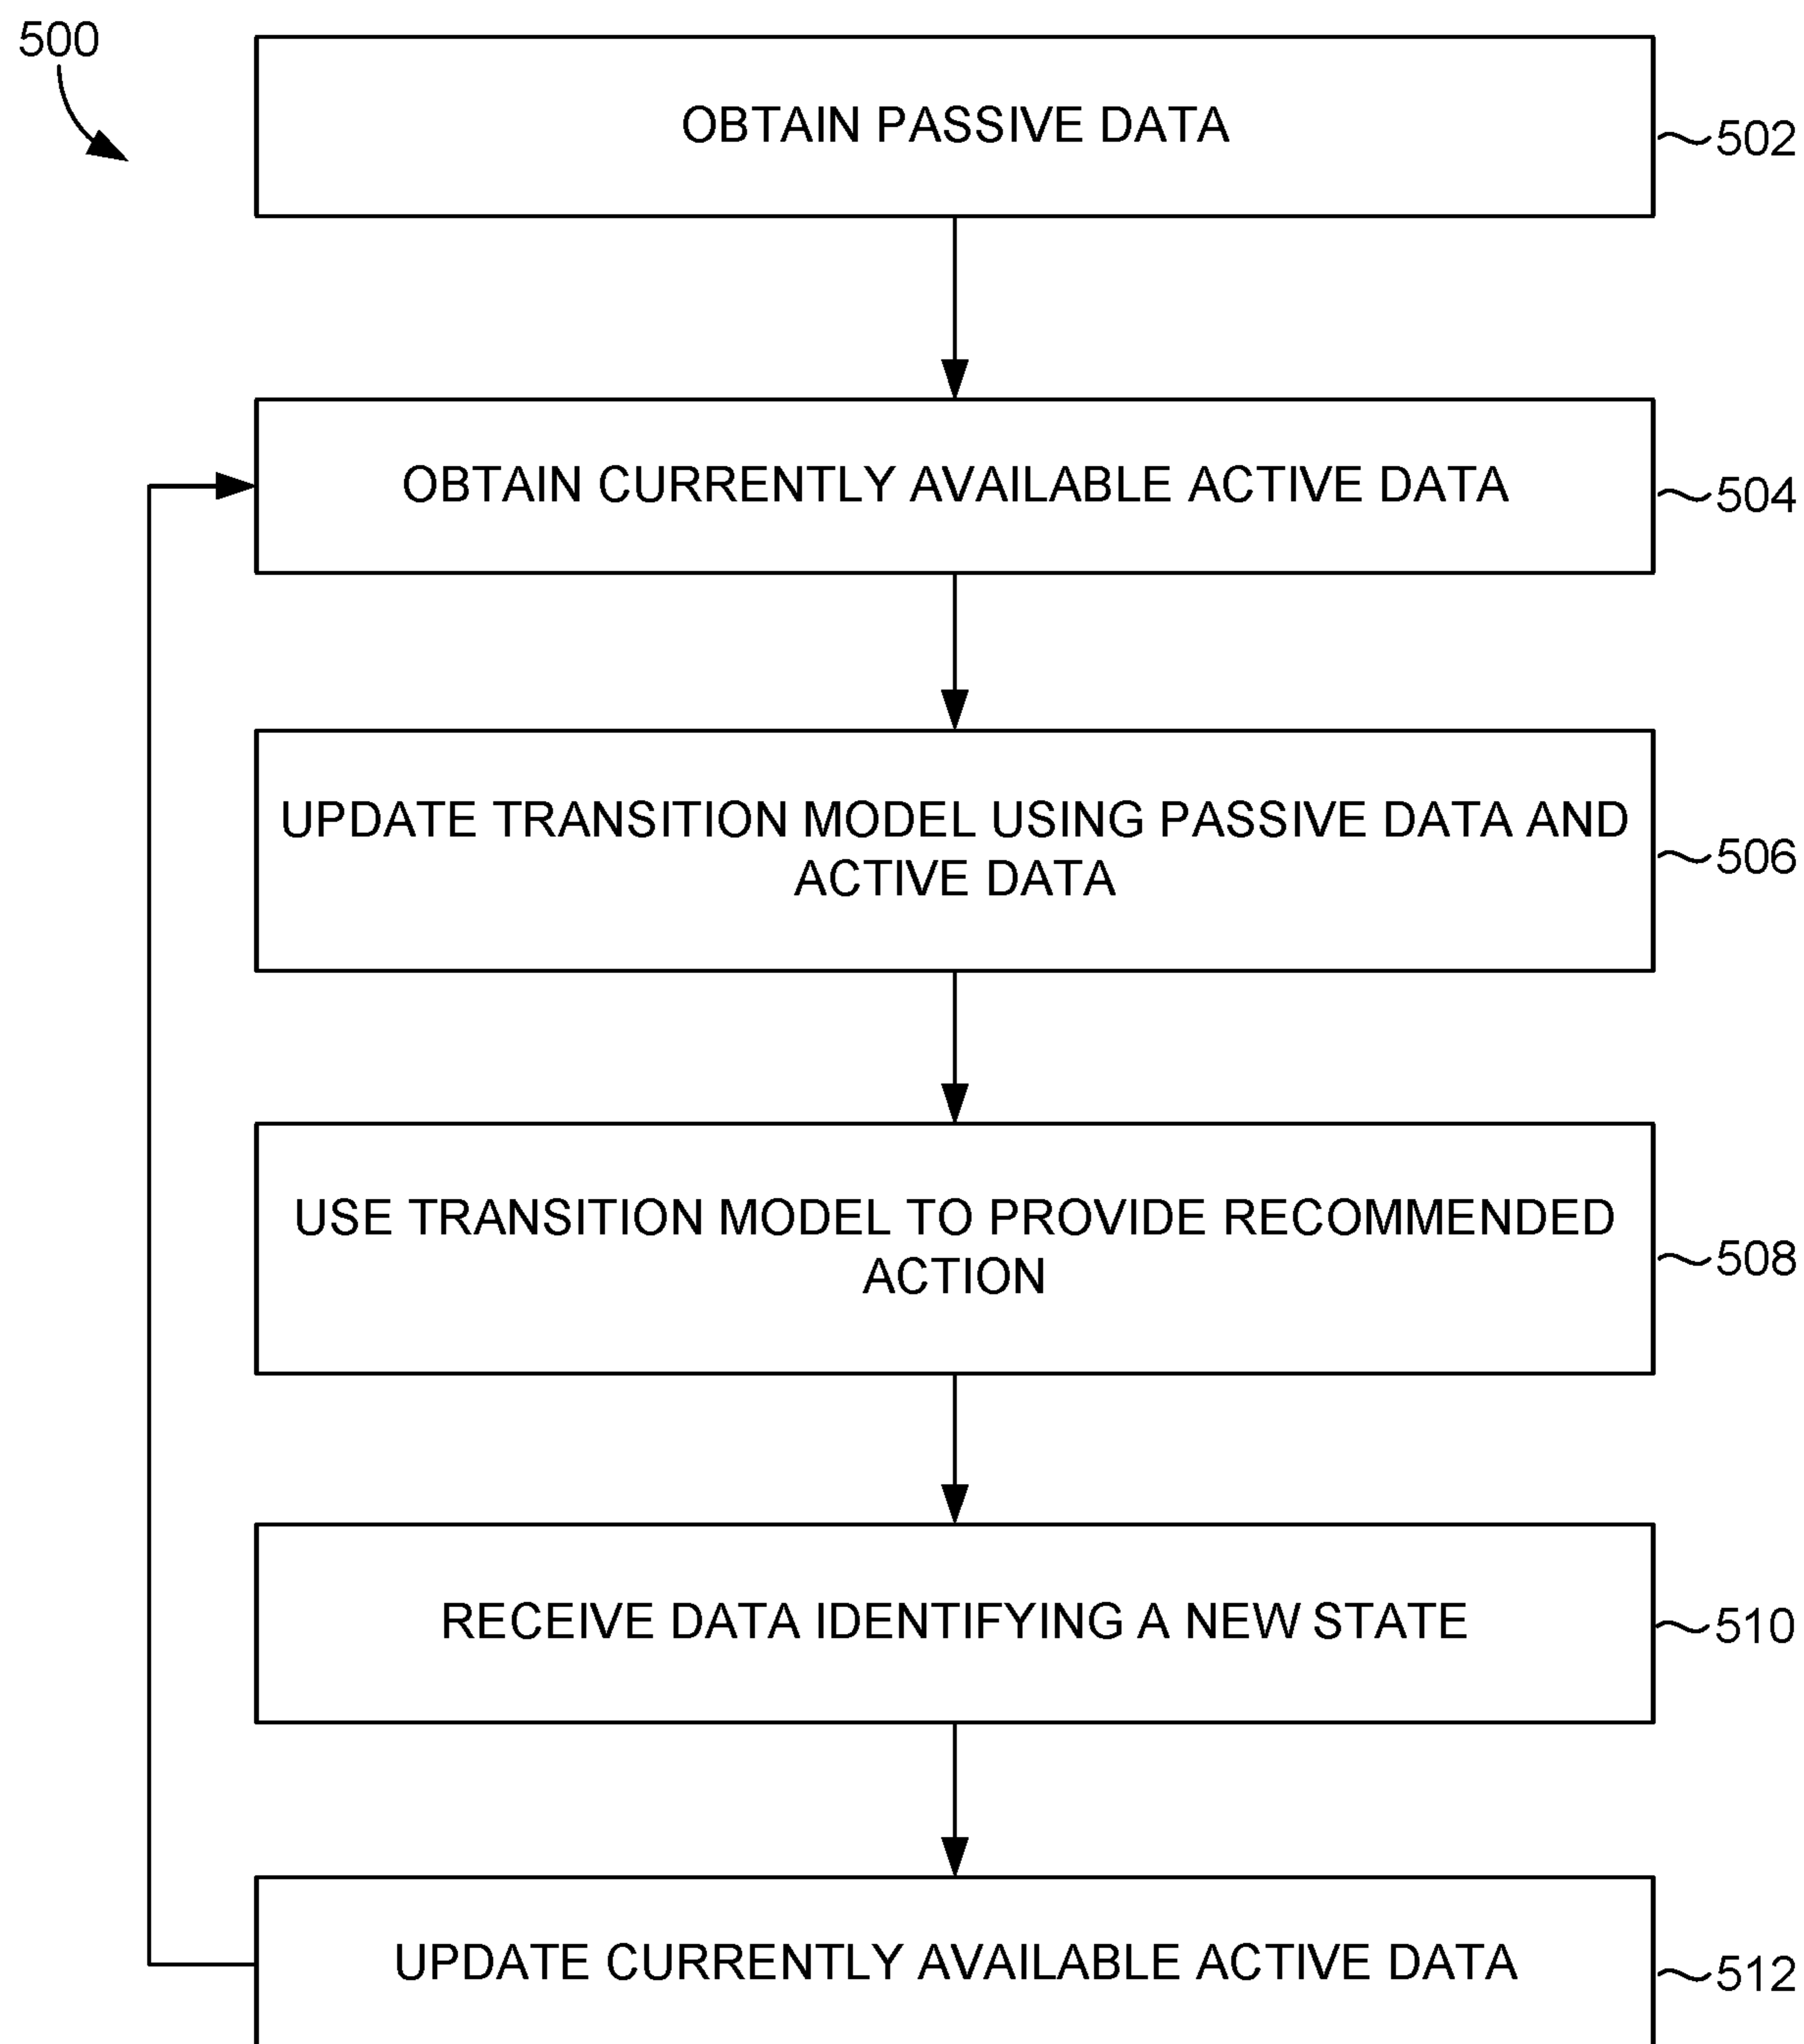 500
OBTAIN PASSIVE DATA
502
OBTAIN CURRENTLY AVAILABLE ACTIVE DATA
504
UPDATE TRANSITION MODEL USING PASSIVE DATA AND
ACTIVE DATA
506
USE TRANSITION MODEL TO PROVIDE RECOMMENDED
ACTION
508
RECEIVE DATA IDENTIFYING A NEW STATE
510
UPDATE CURRENTLY AVAILABLE ACTIVE DATA
512